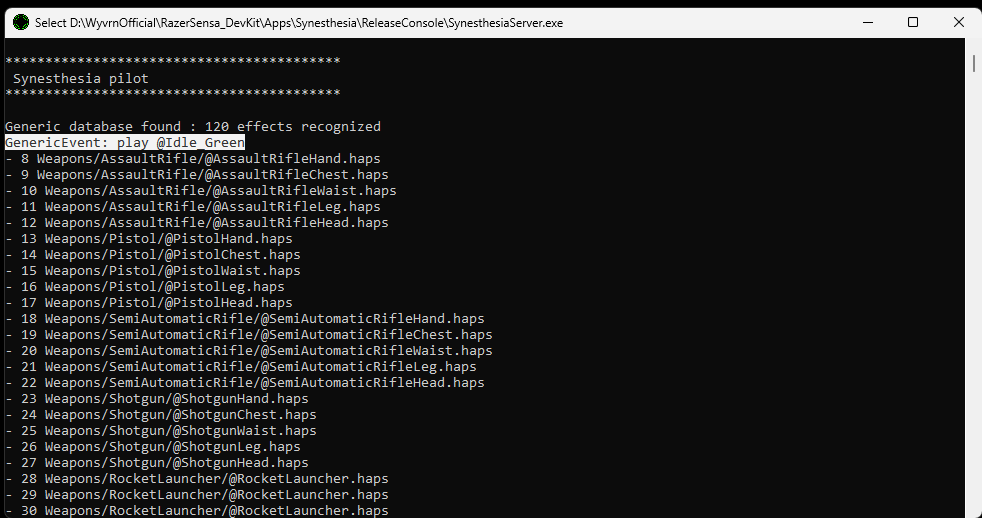 Select D:\WyvrnOfficial\RazerSensa_DevKit\Apps\Synesthesia\ReleaseConsole\SynesthesiaServer.exe
******************************************
Synesthesia pilot
******************************************
Generic database found : 120 effects recognized
GenericEvent: play @Idle_Green
- 8 Weapons/AssaultRifle/@AssaultRifleHand.haps
- 9 Weapons/AssaultRifle/@AssaultRifleChest.haps
- 10 Weapons/AssaultRifle/@AssaultRifleWaist.haps
- 11 Weapons/AssaultRifle/@AssaultRifleLeg.haps
- 12 Weapons/AssaultRifle/@AssaultRifleHead.haps
- 13 Weapons/Pistol/@PistolHand.haps
- 14 Weapons/Pistol/@PistolChest.haps
- 15 Weapons/Pistol/@PistolWaist.haps
- 16 Weapons/Pistol/@PistolLeg.haps
- 17 Weapons/Pistol/@PistolHead.haps
- 18 Weapons/SemiAutomaticRifle/@SemiAutomaticRifleHand.haps
- 19 Weapons/SemiAutomaticRifle/@SemiAutomaticRifleChest.haps
- 20 Weapons/SemiAutomaticRifle/@SemiAutomaticRifleWaist.haps
- 21 Weapons/SemiAutomaticRifle/@SemiAutomaticRifleLeg.haps
- 22 Weapons/SemiAutomaticRifle/@SemiAutomaticRifleHead.haps
- 23 Weapons/Shotgun/@ShotgunHand.haps
- 24 Weapons/Shotgun/@ShotgunChest.haps
- 25 Weapons/Shotgun/@ShotgunWaist.haps
- 26 Weapons/Shotgun/@ShotgunLeg.haps
- 27 Weapons/Shotgun/@ShotgunHead.haps
- 28 Weapons/RocketLauncher/@RocketLauncher.haps
- 29 Weapons/RocketLauncher/@RocketLauncher.haps
- 30 Weapons/RocketLauncher/@RocketLauncher.haps